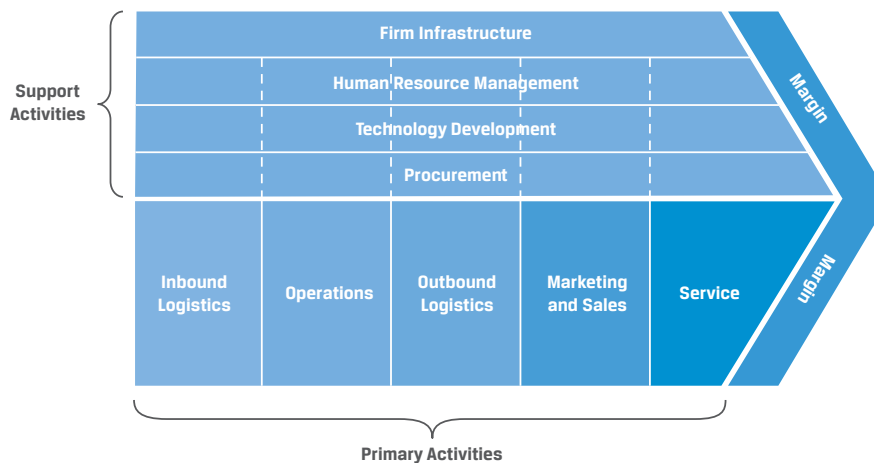 Firm Infrastructure
Human Resource Management
Technology Development
Procurement
Support
Activities
Margin
Inbound
Logistics
Operations
Outbound
Logistics
Marketing
and Sales
Service
Margin
Primary Activities